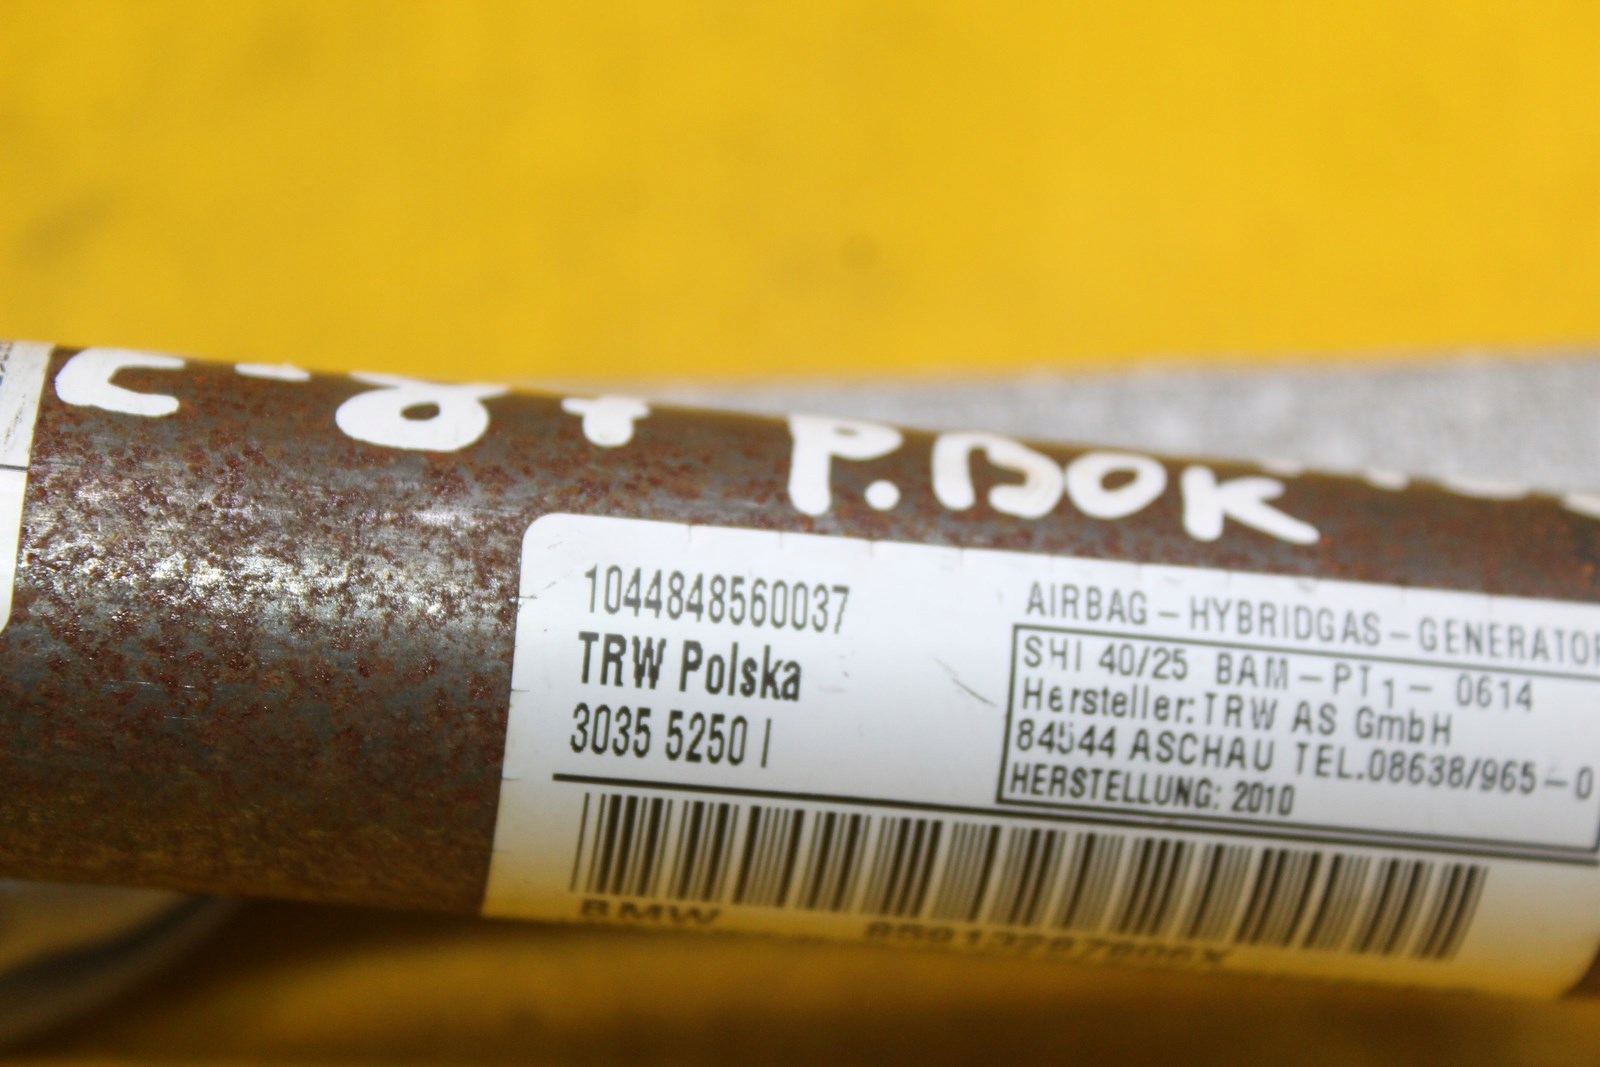 P.BOK
1044848560037
TRW Polska
3035 5250 I
AIRBAG-HYBRIDGAS-GENERATOR
SHI 40/25 BAM-PT1- 0614
Hersteller:TRW AS GmbH
84544 ASCHAU TEL.08638/965-0
HERSTELLUNG: 2010
BMW